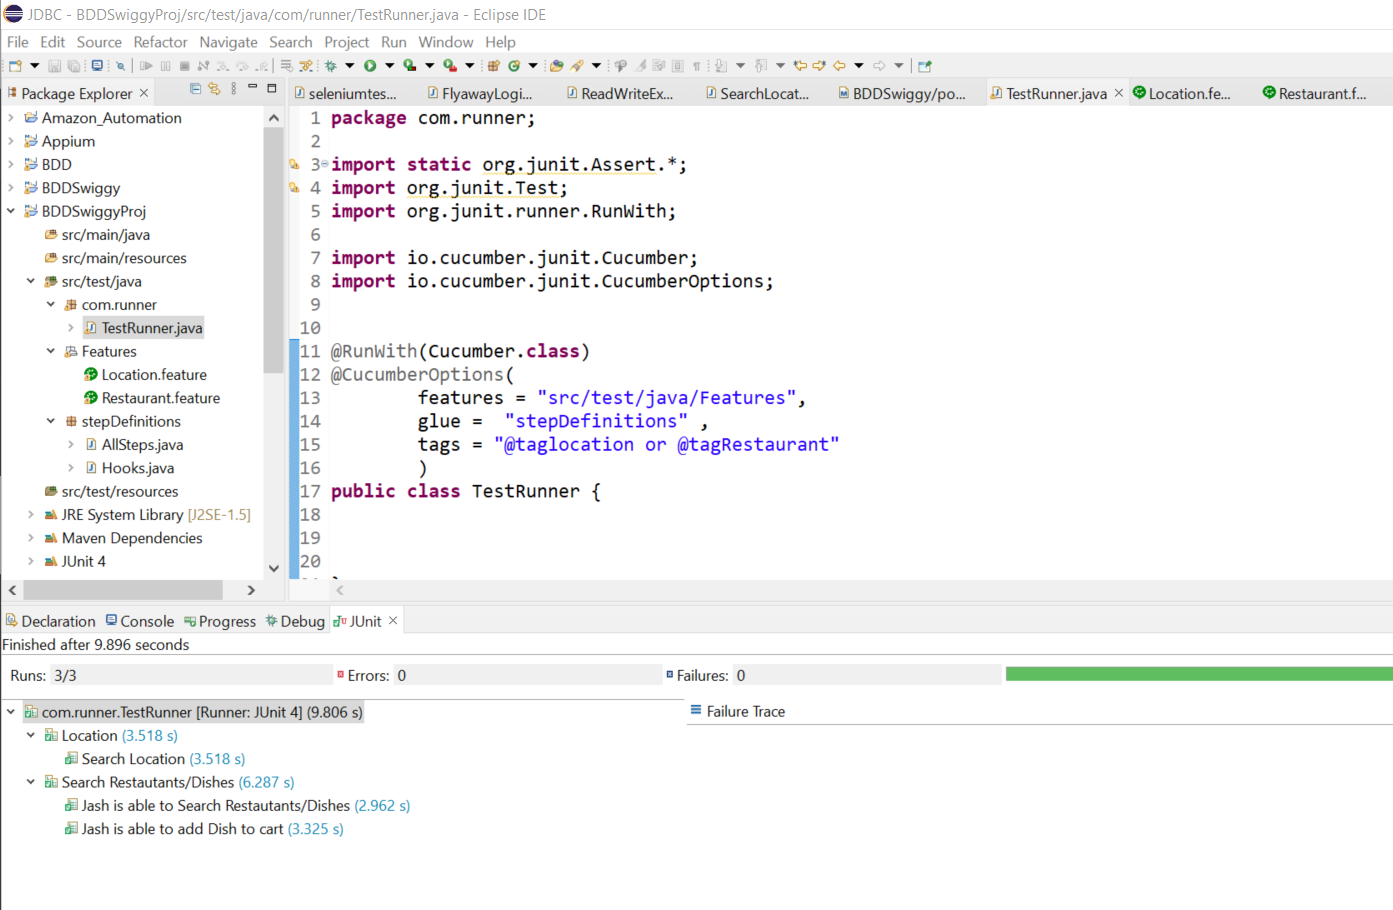 JDBC - BDDSwiggyProj/src/test/java/com/runner/TestRunner.java - Eclipse IDE
File Edit Source Refactor Navigate Search Project Run Window Help
Package Explorer
seleniumtes... FlyawayLogi... ReadWriteEx... SearchLocat... BDDSwiggy/po... TestRunner.java Location.fe... Restaurant.f...
Amazon_Automation
Appium
BDD
BDDSwiggy
BDDSwiggyProj
src/main/java
src/main/resources
src/test/java
com.runner
TestRunner.java
Features
Location.feature
Restaurant.feature
stepDefinitions
AllSteps.java
Hooks.java
src/test/resources
JRE System Library [J2SE-1.5]
Maven Dependencies
JUnit 4
1 package com.runner;
2
3 import static org.junit.Assert.*;
4 import org.junit.Test;
5 import org.junit.runner.RunWith;
6
7 import io.cucumber.junit.Cucumber;
8 import io.cucumber.junit.CucumberOptions;
9
10
11 @RunWith(Cucumber.class)
12 @CucumberOptions(
13 features = "src/test/java/Features",
14 glue = "stepDefinitions" ,
15 tags = "@taglocation or @tagRestaurant"
16 )
17 public class TestRunner {
18
19
20
Declaration Console Progress Debug JUnit
Finished after 9.896 seconds
Runs: 3/3 Errors: 0 Failures: 0
com.runner.TestRunner [Runner: JUnit 4] (9.806 s)
Failure Trace
Location (3.518 s)
Search Location (3.518 s)
Search Restautants/Dishes (6.287 s)
Jash is able to Search Restautants/Dishes (2.962 s)
Jash is able to add Dish to cart (3.325 s)